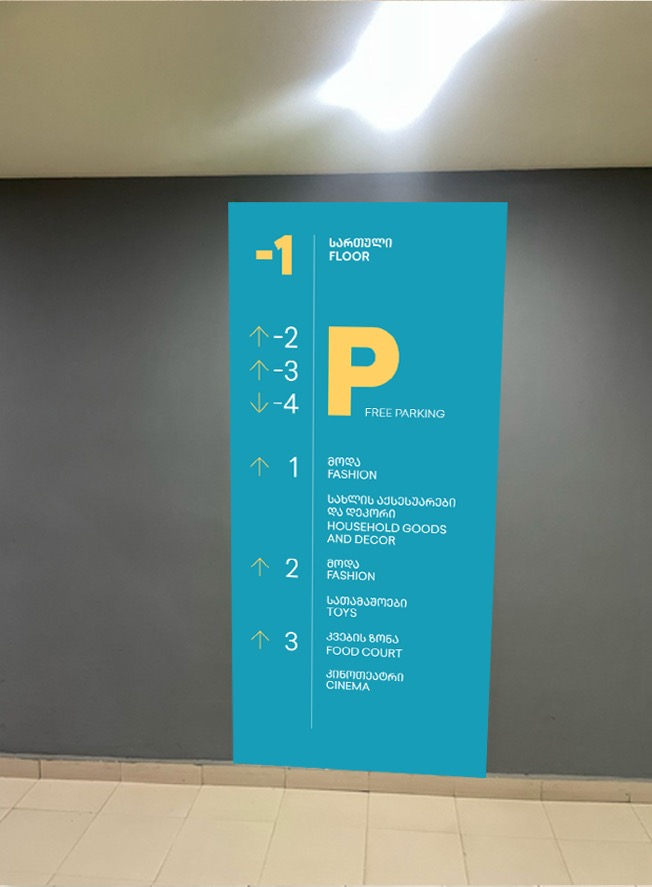 -1
სართული
FLOOR
↑ -2
↑ -3
↓ -4
P
FREE PARKING
↑ 1
მოდა
FASHION
სახლის აქსესუარები
და დეკორი
HOUSEHOLD GOODS
AND DECOR
↑ 2
მოდა
FASHION
სათამაშოები
TOYS
↑ 3
კვების ზონა
FOOD COURT
კინოთეატრი
CINEMA